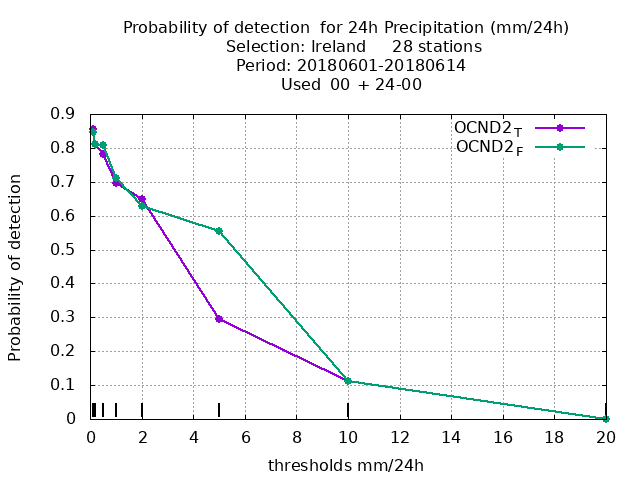 Probability of detection  for 24h Precipitation (mm/24h)
Selection: Ireland     28 stations
Period: 20180601-20180614
Used  00 + 24-00
OCND2T
OCND2F
0.9
0.8
0.7
0.6
0.5
0.4
0.3
0.2
0.1
0
Probability of detection
0 2 4 6 8 10 12 14 16 18 20
thresholds mm/24h